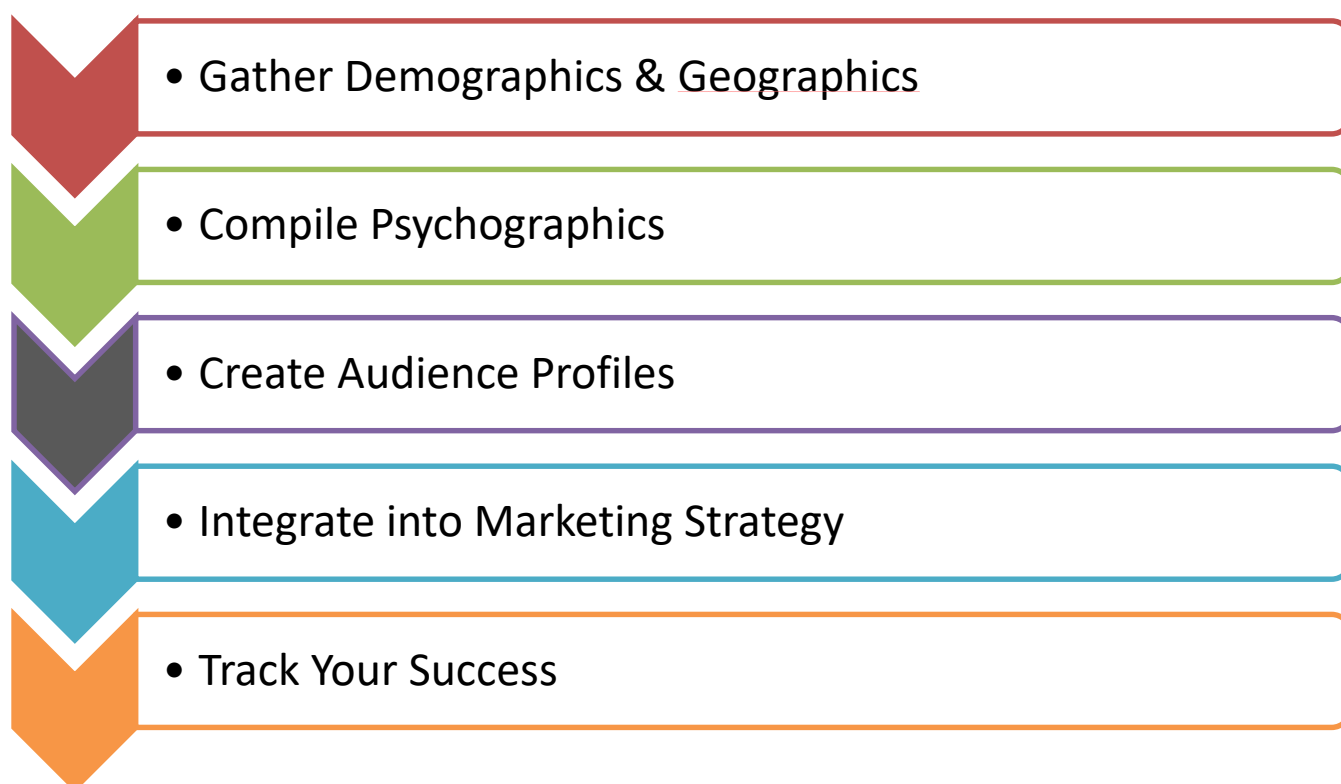 • Gather Demographics & Geographics
• Compile Psychographics
• Create Audience Profiles
• Integrate into Marketing Strategy
• Track Your Success